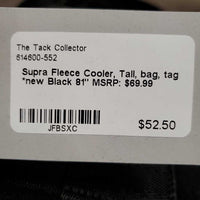 The Tack Collector
614600-552
Supra Fleece Cooler, Tall, bag, tag
*new Black 81" MSRP: $69.99
JFBSXC
$52.50